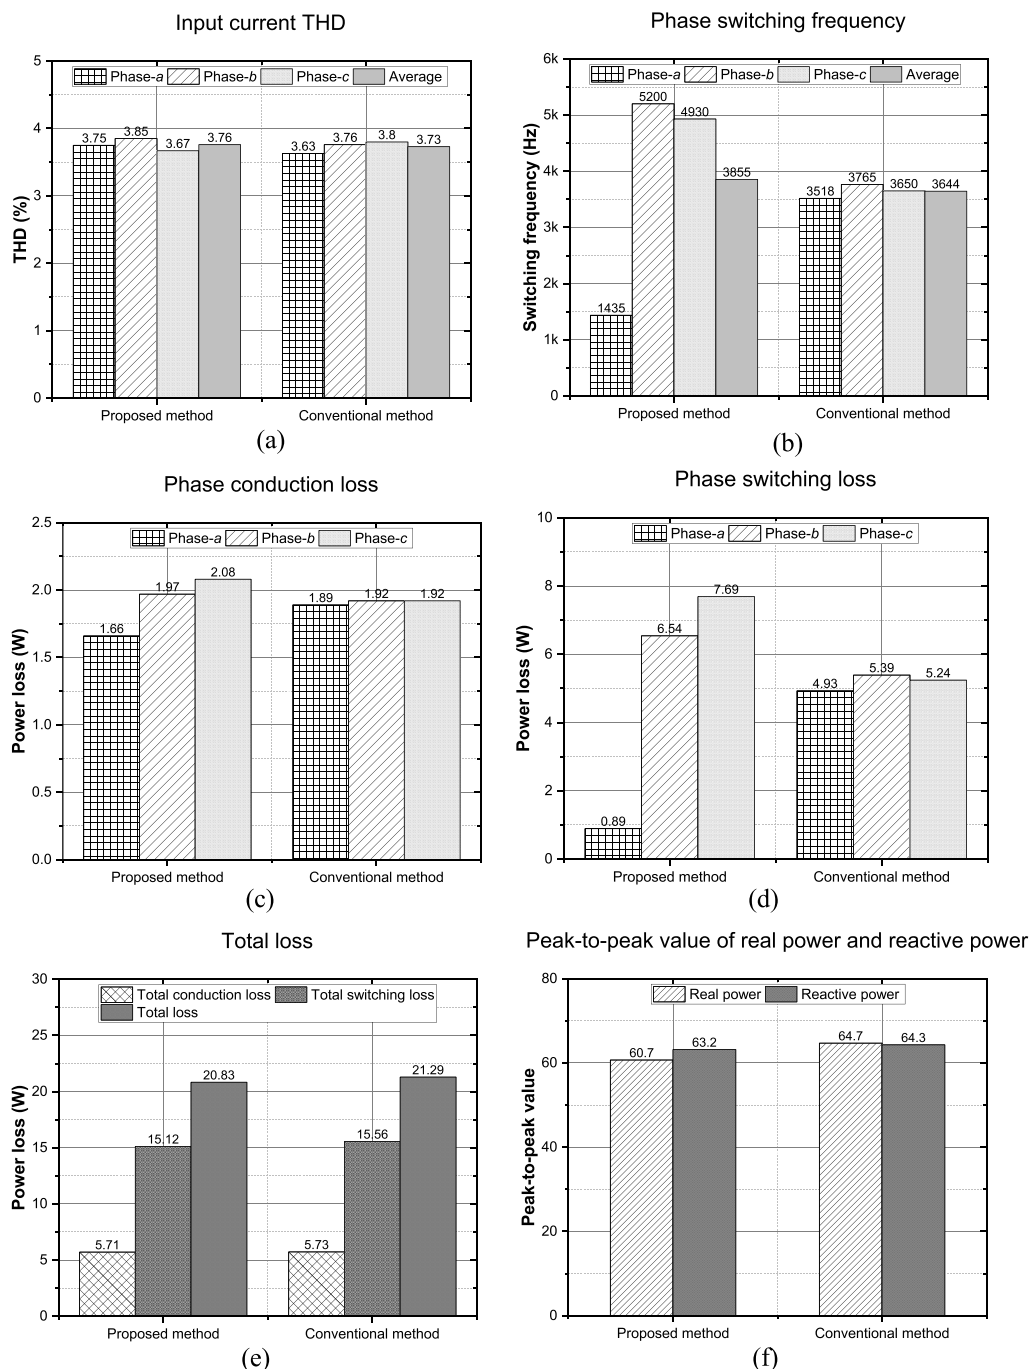 Input current THD
Phase-a Phase-b Phase-c Average
THD (%)
5
4
3
2
1
0
3.75 3.85 3.67 3.76 3.63 3.76 3.8 3.73
Proposed method Conventional method
(a)
Phase switching frequency
Phase-a Phase-b Phase-c Average
Switching frequency (Hz)
6k
5k
4k
3k
2k
1k
0
1435 5200 4930 3855 3518 3765 3650 3644
Proposed method Conventional method
(b)
Phase conduction loss
Phase-a Phase-b Phase-c
Power loss (W)
2.5
2.0
1.5
1.0
0.5
0.0
1.66 1.97 2.08 1.89 1.92 1.92
Proposed method Conventional method
(c)
Phase switching loss
Phase-a Phase-b Phase-c
Power loss (W)
10
8
6
4
2
0
0.89 6.54 7.69 4.93 5.39 5.24
Proposed method Conventional method
(d)
Total loss
Total conduction loss Total switching loss
Total loss
Power loss (W)
30
25
20
15
10
5
0
5.71 15.12 20.83 5.73 15.56 21.29
Proposed method Conventional method
(e)
Peak-to-peak value of real power and reactive power
Real power Reactive power
Peak-to-peak value
80
60
40
20
0
60.7 63.2 64.7 64.3
Proposed method Conventional method
(f)